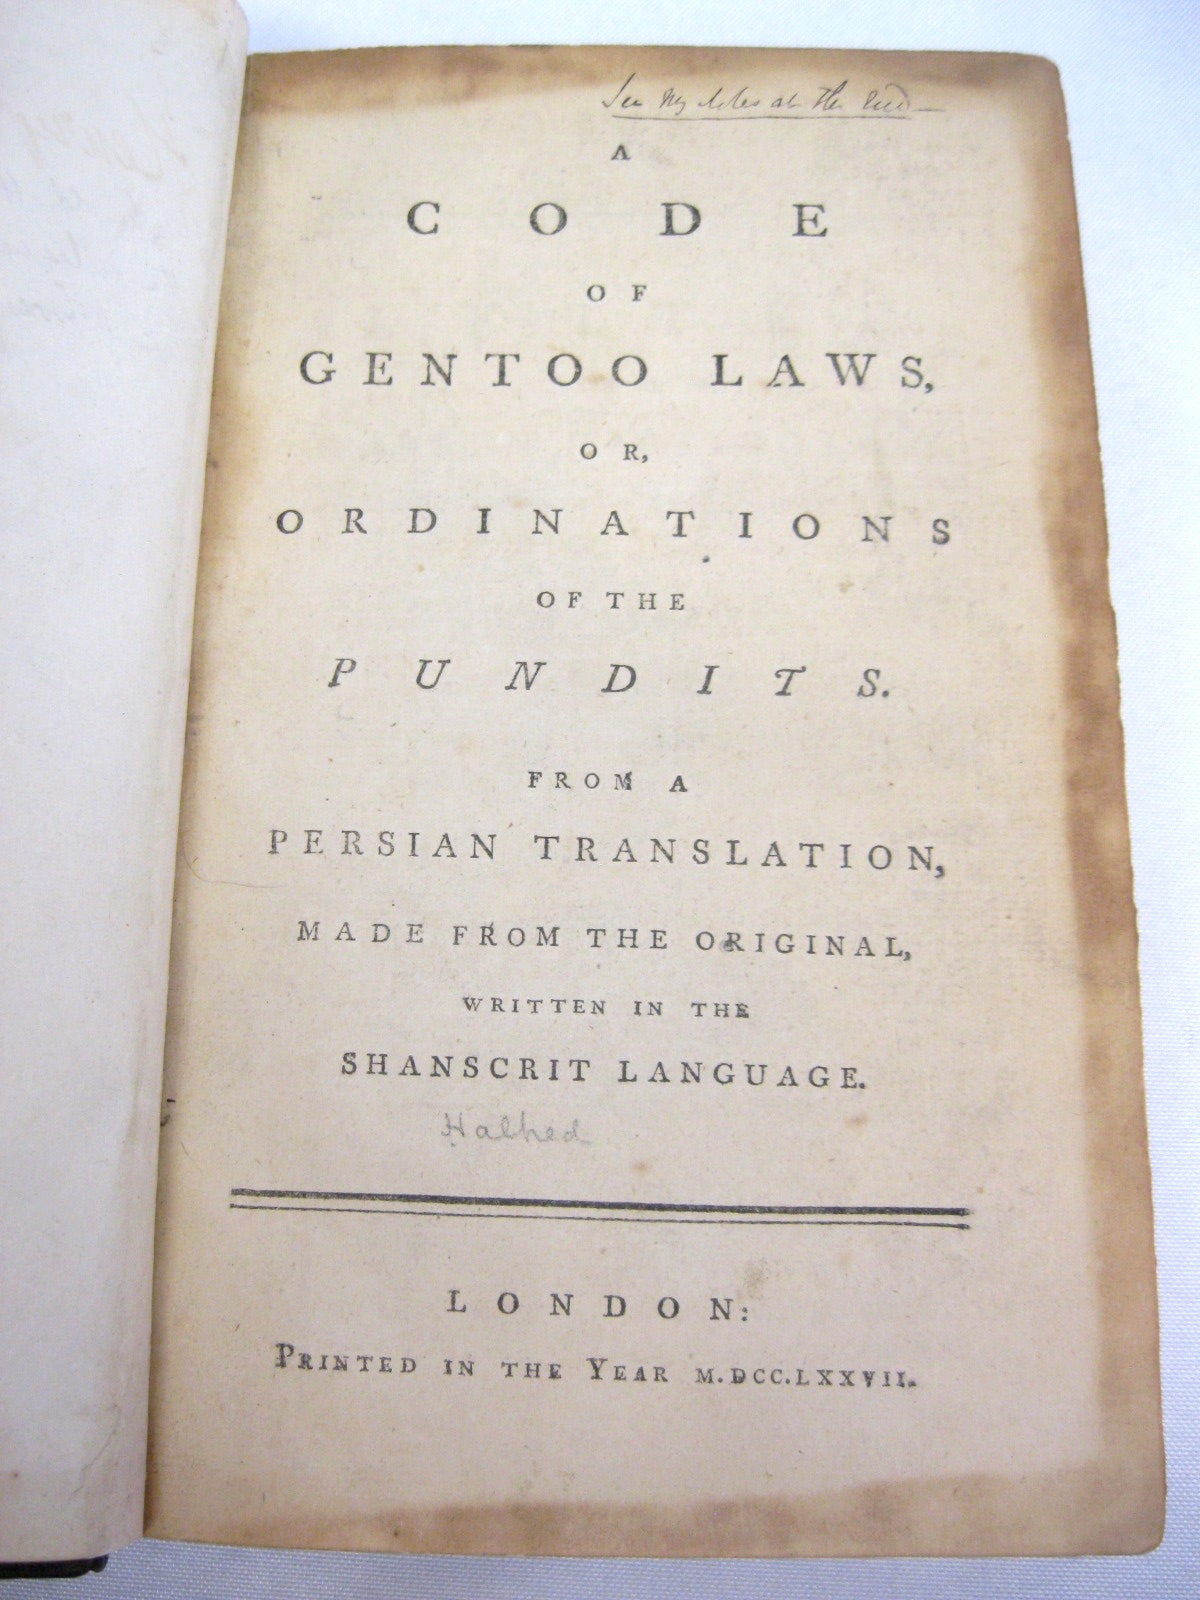 See My Notes at the End
A
CODE
OF
GENTOO LAWS,
OR,
ORDINATIONS
OF THE
PUNDITS.
FROM A
PERSIAN TRANSLATION,
MADE FROM THE ORIGINAL,
WRITTEN IN THE
SHANSCRIT LANGUAGE.
Halhed
LONDON:
PRINTED IN THE YEAR M.DCC.LXXVII.